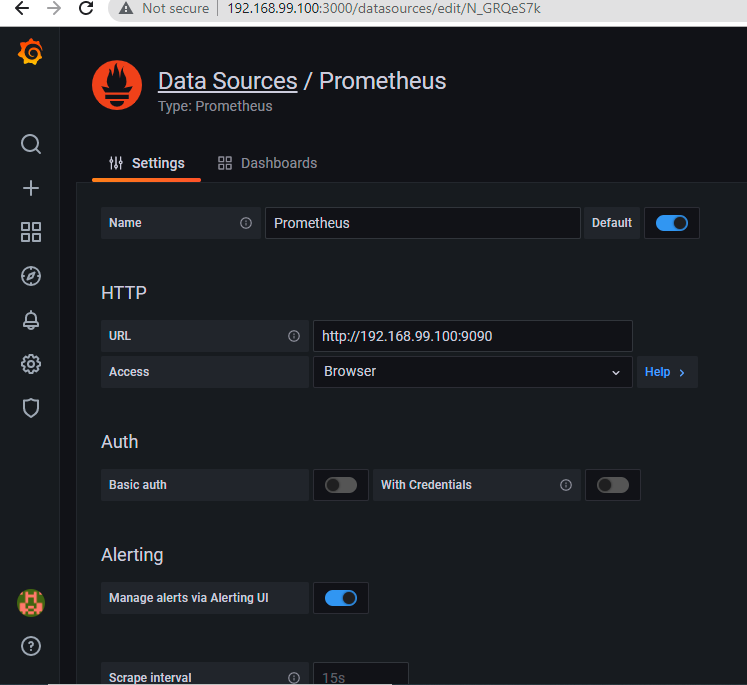 Not secure | 192.168.99.100:3000/datasources/edit/N_GRQeS7k
Data Sources / Prometheus
Type: Prometheus
Settings Dashboards
Name Prometheus Default
HTTP
URL http://192.168.99.100:9090
Access Browser Help >
Auth
Basic auth With Credentials
Alerting
Manage alerts via Alerting UI
Scrape interval 15s